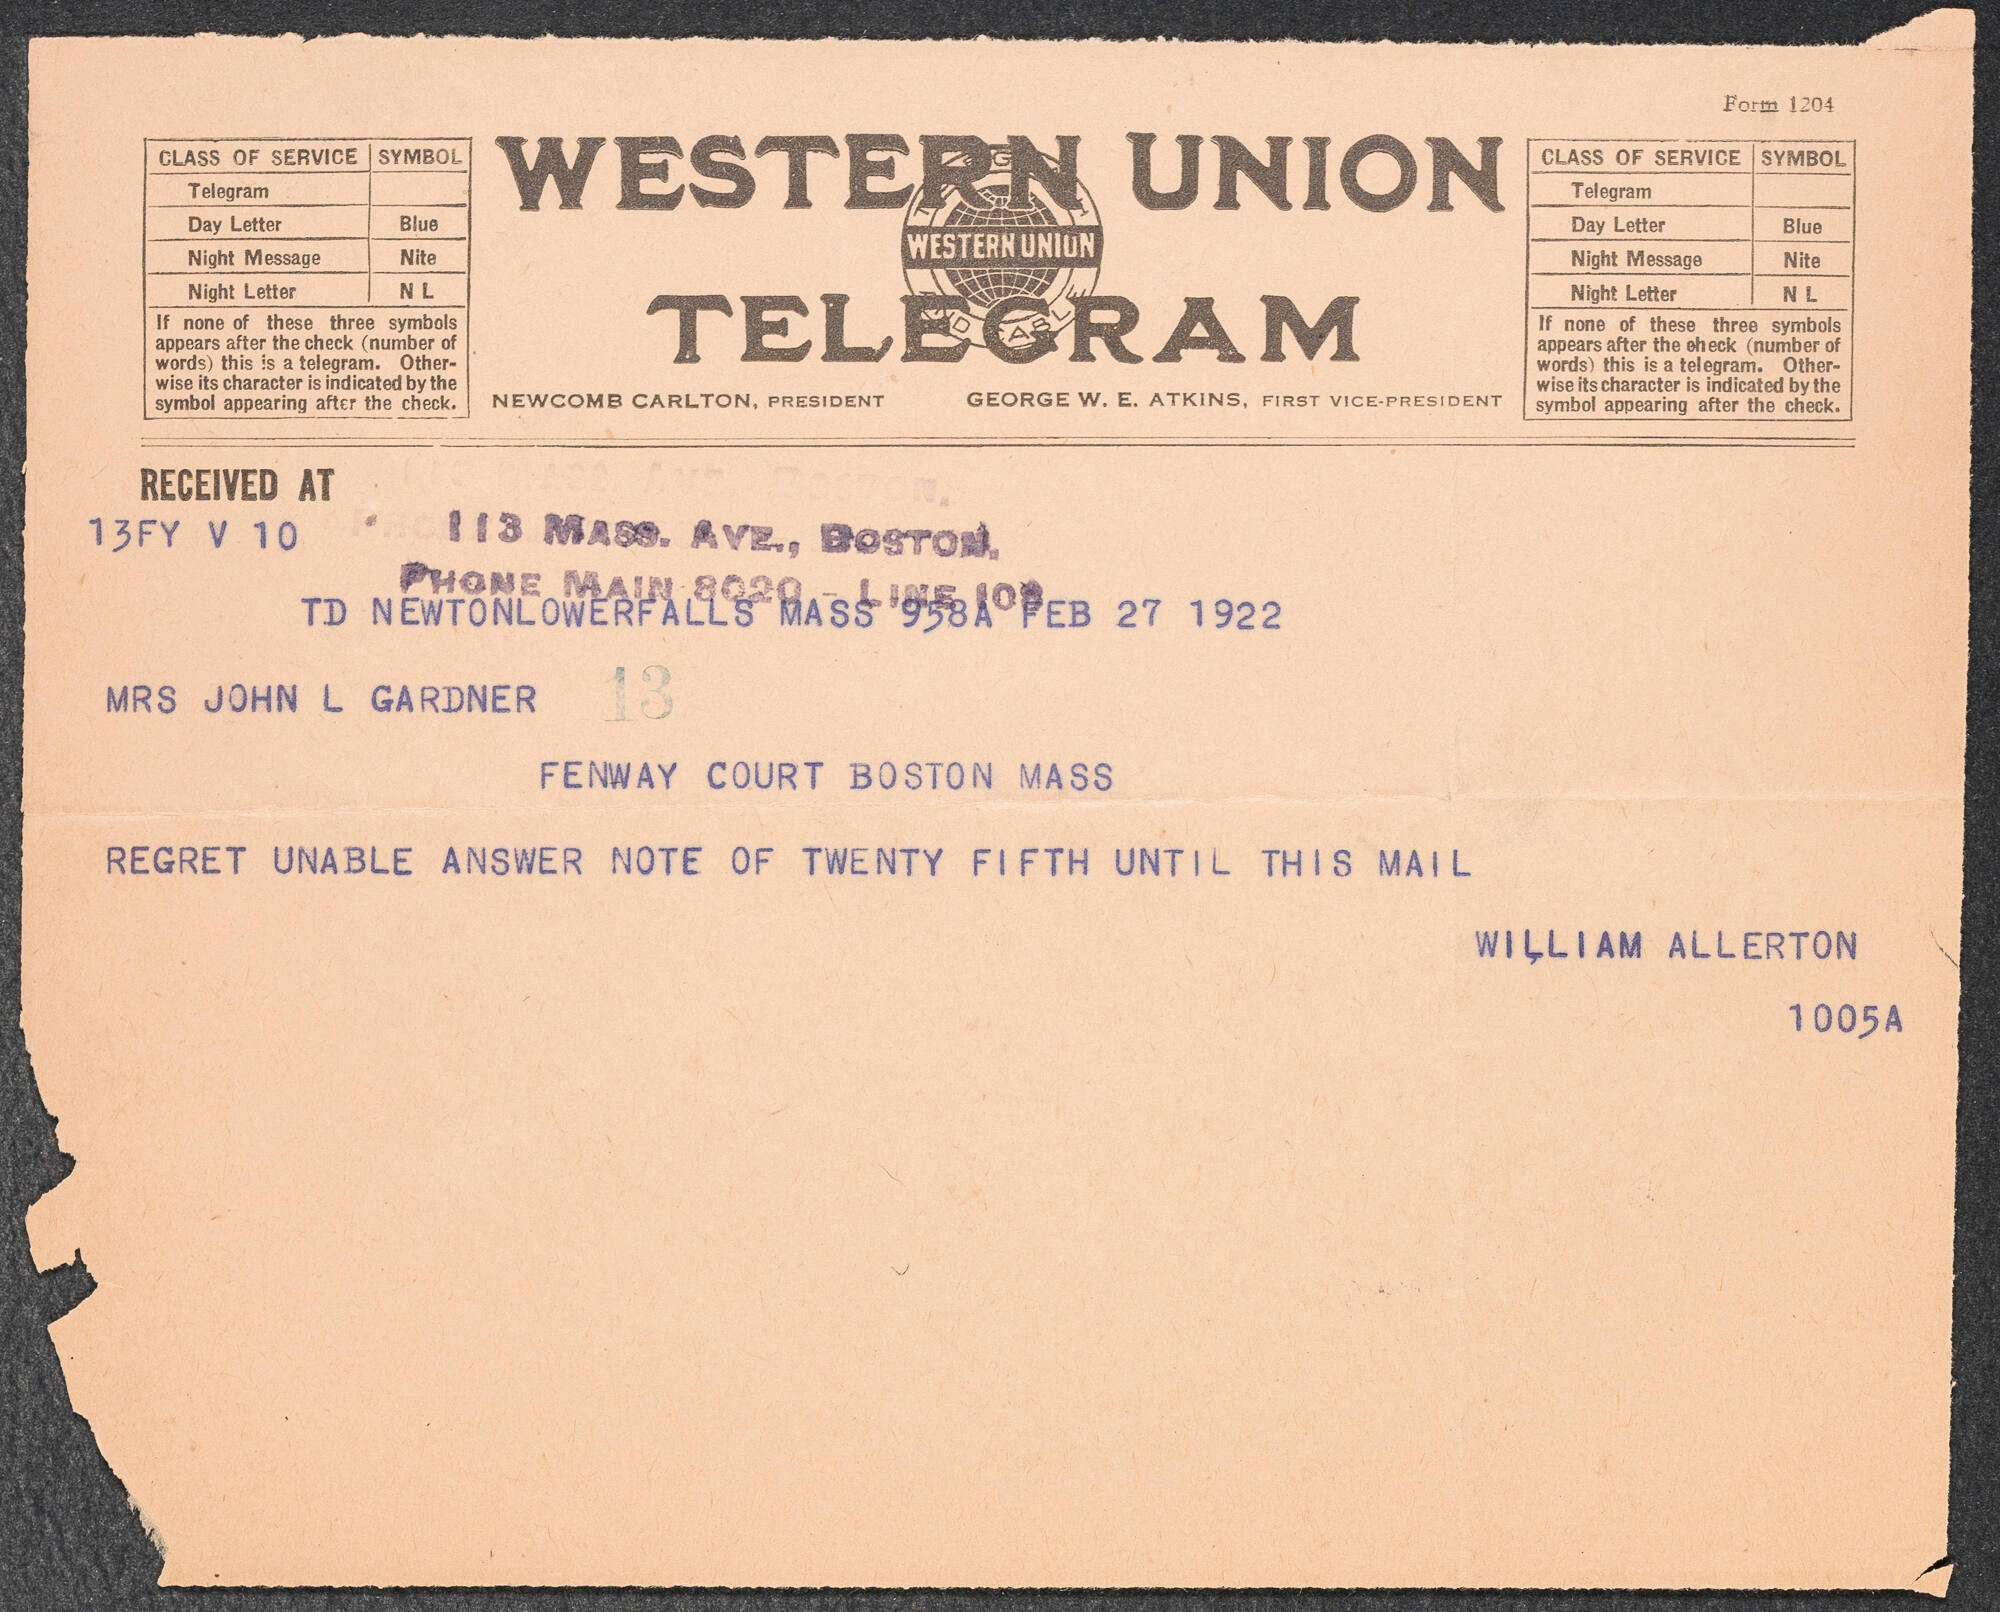 Form 1204
CLASS OF SERVICE SYMBOL
Telegram
Day Letter Blue
Night Message Nite
Night Letter N L
If none of these three symbols
appears after the check (number of
words) this is a telegram. Other-
wise its character is indicated by the
symbol appearing after the check.
WESTERN UNION
WESTERN UNION
TELEGRAM
NEWCOMB CARLTON, PRESIDENT GEORGE W. E. ATKINS, FIRST VICE-PRESIDENT
CLASS OF SERVICE SYMBOL
Telegram
Day Letter Blue
Night Message Nite
Night Letter N L
If none of these three symbols
appears after the check (number of
words) this is a telegram. Other-
wise its character is indicated by the
symbol appearing after the check.
RECEIVED AT
13FY V 10 113 MASS. AVE., BOSTON.
PHONE MAIN 8020 - LINE
TD NEWTONLOWERFALLS MASS 958A FEB 27 1922
MRS JOHN L GARDNER 13
FENWAY COURT BOSTON MASS
REGRET UNABLE ANSWER NOTE OF TWENTY FIFTH UNTIL THIS MAIL
WILLIAM ALLERTON
1005A